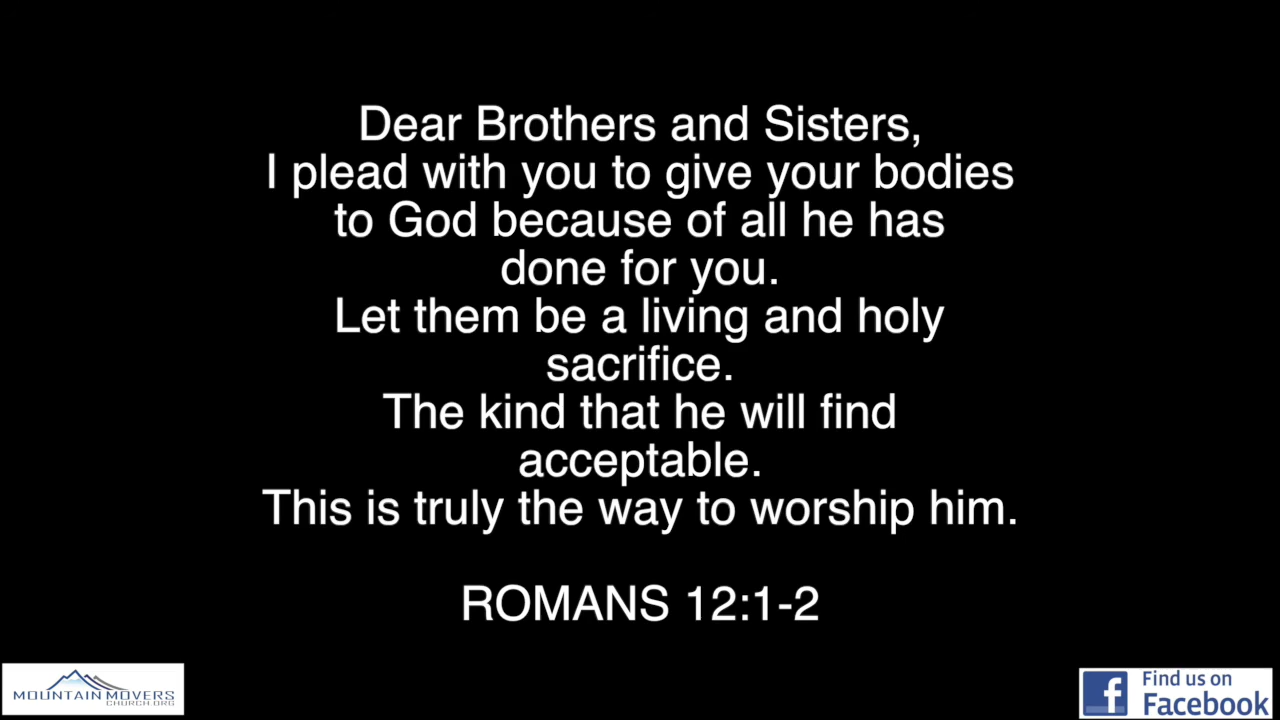 Dear Brothers and Sisters,
I plead with you to give your bodies
to God because of all he has
done for you.
Let them be a living and holy
sacrifice.
The kind that he will find
acceptable.
This is truly the way to worship him.
ROMANS 12:1-2
MOUNTAIN MOVERS
CHURCH.ORG
Find us on
Facebook